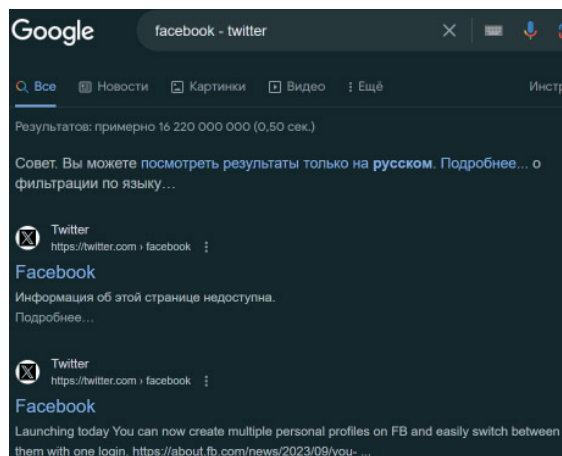 Google
facebook - twitter
Все Новости Картинки Видео Ещё
Результатов: примерно 16 220 000 000 (0,50 сек.)
Совет. Вы можете посмотреть результаты только на русском. Подробнее... о
фильтрации по языку...
Twitter
https://twitter.com › facebook
Facebook
Информация об этой странице недоступна.
Подробнее...
Twitter
https://twitter.com › facebook
Facebook
Launching today You can now create multiple personal profiles on FB and easily switch between
them with one login. https://about.fb.com/news/2023/09/you- ...